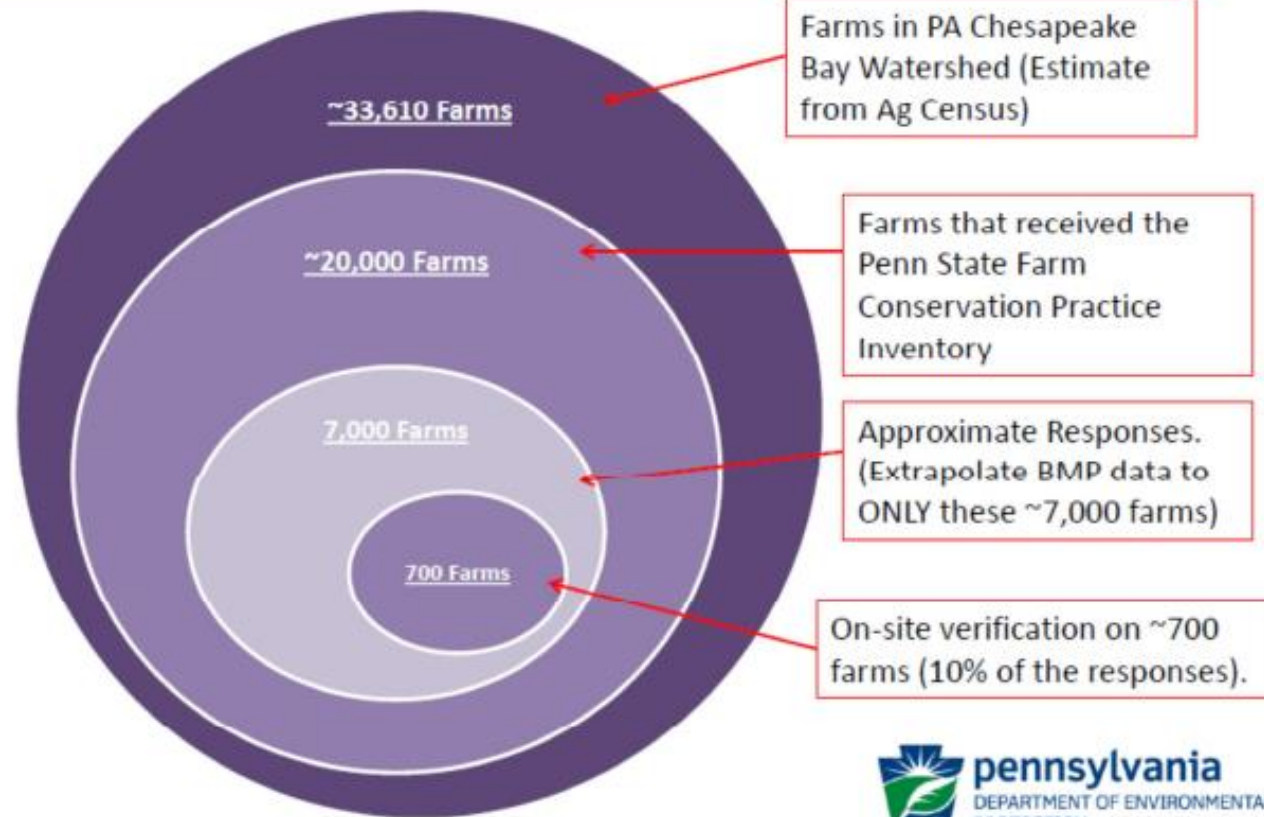 ~33,610 Farms
Farms in PA Chesapeake
Bay Watershed (Estimate
from Ag Census)
~20,000 Farms
Farms that received the
Penn State Farm
Conservation Practice
Inventory
7,000 Farms
Approximate Responses.
(Extrapolate BMP data to
ONLY these ~7,000 farms)
700 Farms
On-site verification on ~700
farms (10% of the responses).
pennsylvania
DEPARTMENT OF ENVIRONMENTA